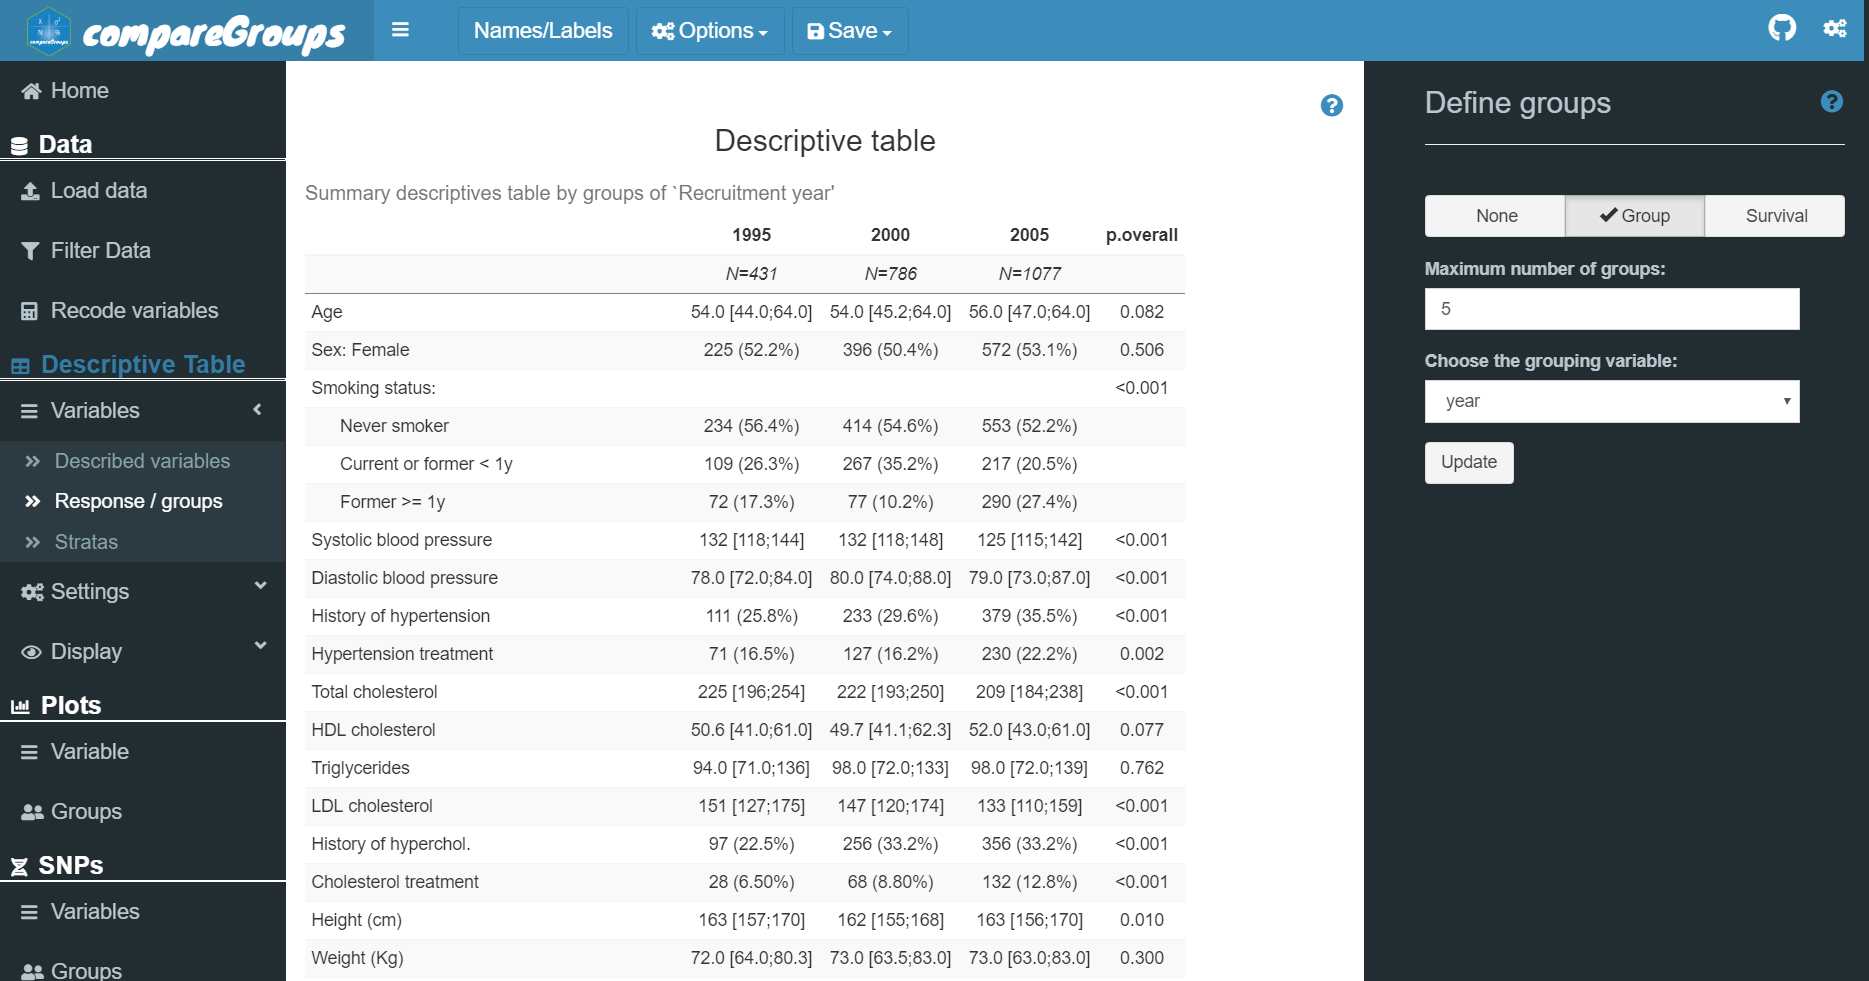 compareGroups
Names/Labels
Options
Save
Home
Data
Load data
Filter Data
Recode variables
Descriptive Table
Variables
Described variables
Response / groups
Stratas
Settings
Display
Plots
Variable
Groups
SNPs
Variables
Groups
Descriptive table
Summary descriptives table by groups of `Recruitment year'
1995 2000 2005 p.overall
N=431 N=786 N=1077
Age 54.0 [44.0;64.0] 54.0 [45.2;64.0] 56.0 [47.0;64.0] 0.082
Sex: Female 225 (52.2%) 396 (50.4%) 572 (53.1%) 0.506
Smoking status: <0.001
Never smoker 234 (56.4%) 414 (54.6%) 553 (52.2%)
Current or former < 1y 109 (26.3%) 267 (35.2%) 217 (20.5%)
Former >= 1y 72 (17.3%) 77 (10.2%) 290 (27.4%)
Systolic blood pressure 132 [118;144] 132 [118;148] 125 [115;142] <0.001
Diastolic blood pressure 78.0 [72.0;84.0] 80.0 [74.0;88.0] 79.0 [73.0;87.0] <0.001
History of hypertension 111 (25.8%) 233 (29.6%) 379 (35.5%) <0.001
Hypertension treatment 71 (16.5%) 127 (16.2%) 230 (22.2%) 0.002
Total cholesterol 225 [196;254] 222 [193;250] 209 [184;238] <0.001
HDL cholesterol 50.6 [41.0;61.0] 49.7 [41.1;62.3] 52.0 [43.0;61.0] 0.077
Triglycerides 94.0 [71.0;136] 98.0 [72.0;133] 98.0 [72.0;139] 0.762
LDL cholesterol 151 [127;175] 147 [120;174] 133 [110;159] <0.001
History of hyperchol. 97 (22.5%) 256 (33.2%) 356 (33.2%) <0.001
Cholesterol treatment 28 (6.50%) 68 (8.80%) 132 (12.8%) <0.001
Height (cm) 163 [157;170] 162 [155;168] 163 [156;170] 0.010
Weight (Kg) 72.0 [64.0;80.3] 73.0 [63.5;83.0] 73.0 [63.0;83.0] 0.300
Define groups
None Group Survival
Maximum number of groups:
5
Choose the grouping variable:
year
Update